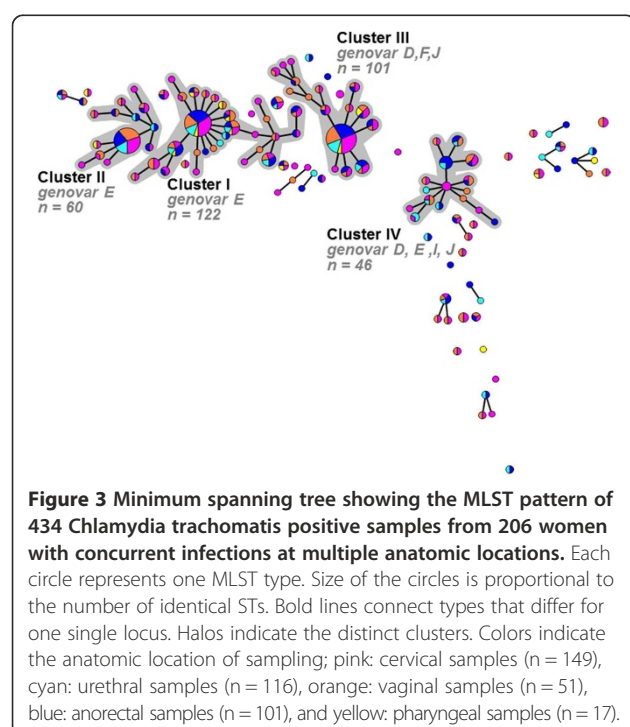 Cluster III
genovar D,F,J
n = 101
Cluster II
genovar E
n = 60
Cluster I
genovar E
n = 122
Cluster IV
genovar D, E ,I, J
n = 46
Figure 3 Minimum spanning tree showing the MLST pattern of
434 Chlamydia trachomatis positive samples from 206 women
with concurrent infections at multiple anatomic locations. Each
circle represents one MLST type. Size of the circles is proportional to
the number of identical STs. Bold lines connect types that differ for
one single locus. Halos indicate the distinct clusters. Colors indicate
the anatomic location of sampling; pink: cervical samples (n = 149),
cyan: urethral samples (n = 116), orange: vaginal samples (n = 51),
blue: anorectal samples (n = 101), and yellow: pharyngeal samples (n = 17).